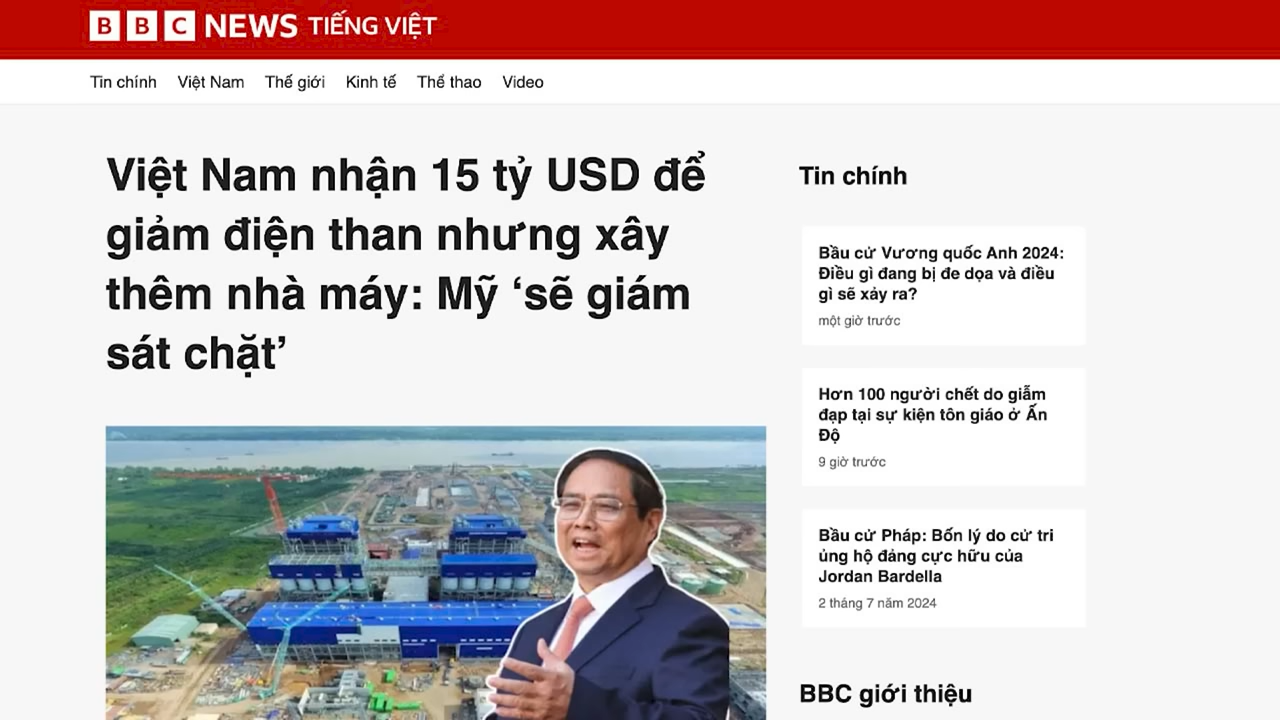 BBC NEWS TIẾNG VIỆT
Tin chính Việt Nam Thế giới Kinh tế Thể thao Video
Việt Nam nhận 15 tỷ USD để
giảm điện than nhưng xây
thêm nhà máy: Mỹ ‘sẽ giám
sát chặt’
Tin chính
Bầu cử Vương quốc Anh 2024:
Điều gì đang bị đe dọa và điều
gì sẽ xảy ra?
một giờ trước
Hơn 100 người chết do giẫm
đạp tại sự kiện tôn giáo ở Ấn
Độ
9 giờ trước
Bầu cử Pháp: Bốn lý do cử tri
ủng hộ đảng cực hữu của
Jordan Bardella
2 tháng 7 năm 2024
BBC giới thiệu